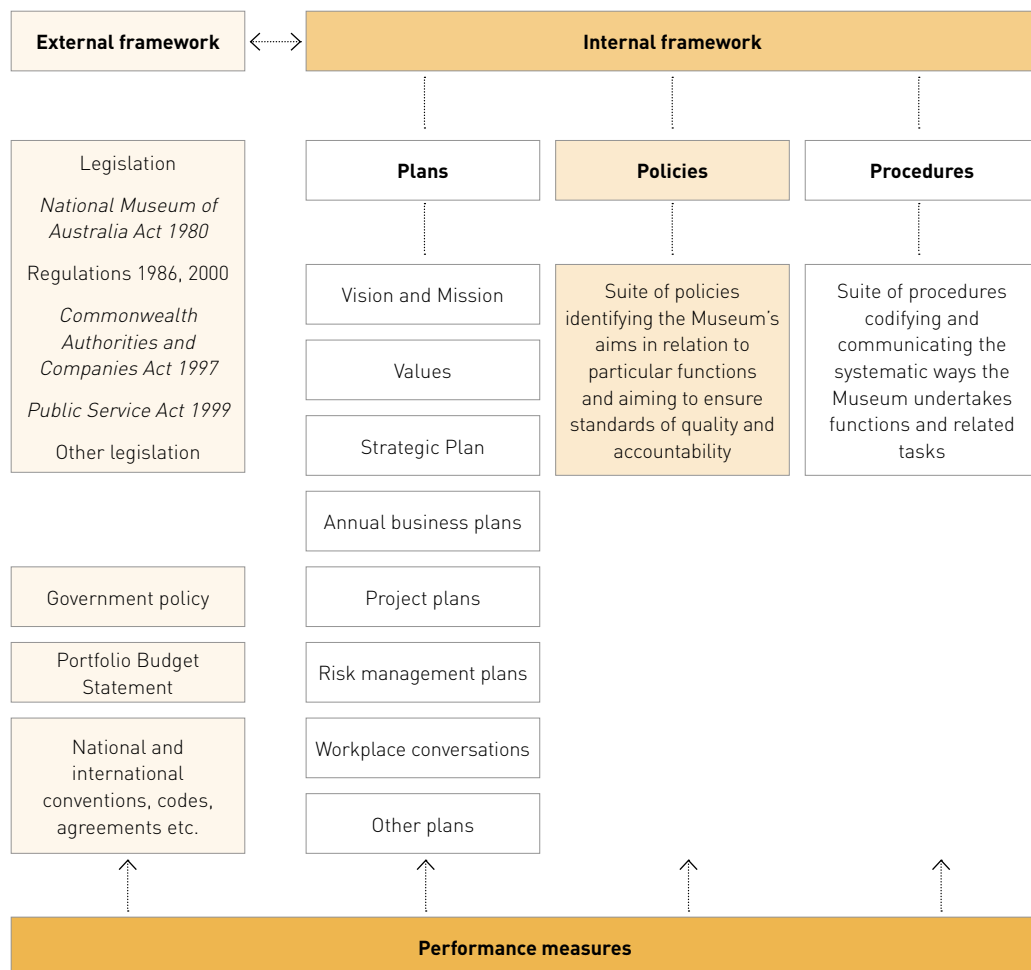 External framework
Internal framework
Legislation
National Museum of
Australia Act 1980
Regulations 1986, 2000
Commonwealth
Authorities and
Companies Act 1997
Public Service Act 1999
Other legislation
Government policy
Portfolio Budget
Statement
National and
international
conventions, codes,
agreements etc.
Plans
Vision and Mission
Values
Strategic Plan
Annual business plans
Project plans
Risk management plans
Workplace conversations
Other plans
Policies
Suite of policies
identifying the Museum’s
aims in relation to
particular functions
and aiming to ensure
standards of quality and
accountability
Procedures
Suite of procedures
codifying and
communicating the
systematic ways the
Museum undertakes
functions and related
tasks
Performance measures